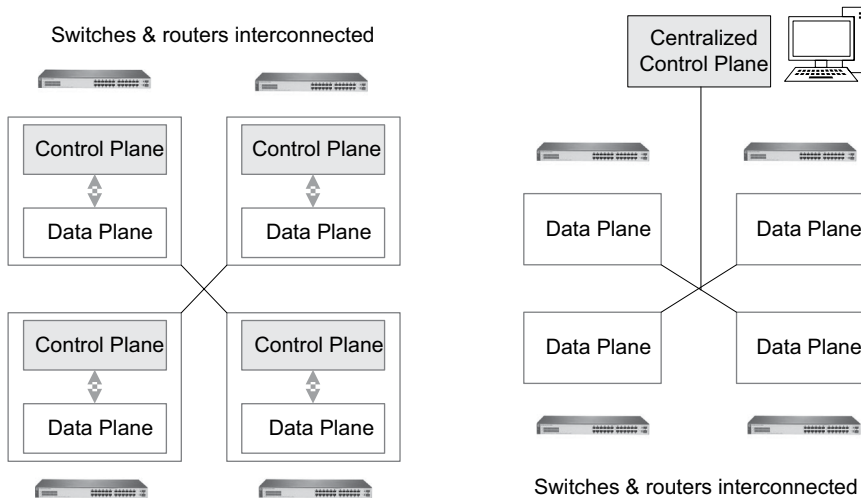 Switches & routers interconnected
Control Plane
Control Plane
Data Plane
Data Plane
Control Plane
Control Plane
Data Plane
Data Plane
Centralized
Control Plane
Data Plane
Data Plane
Data Plane
Data Plane
Switches & routers interconnected